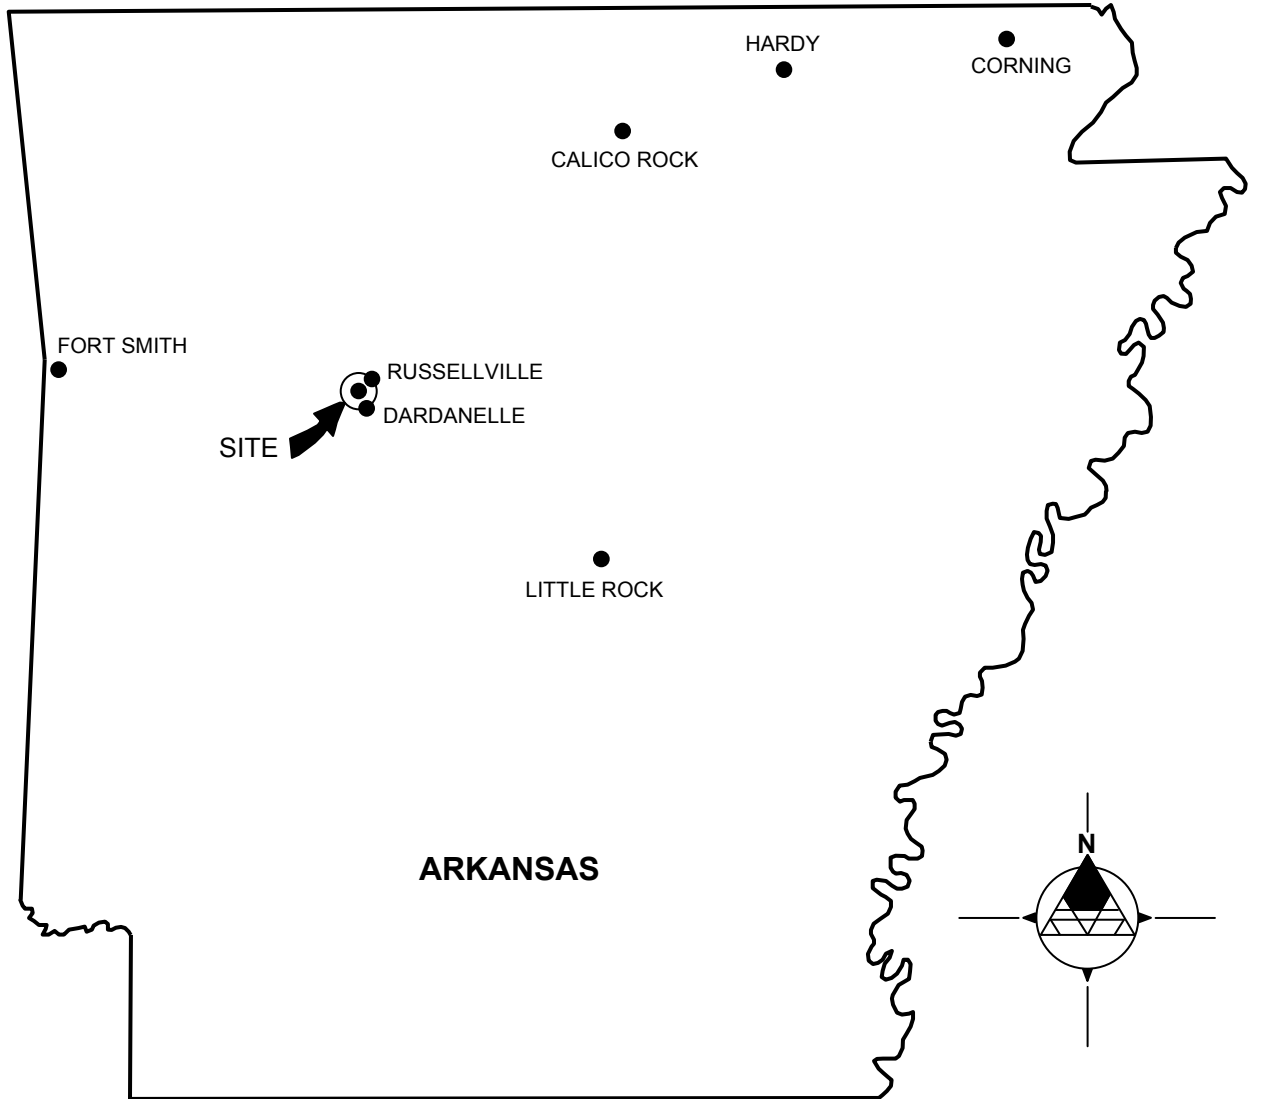 HARDY
CORNING
CALICO ROCK
FORT SMITH
RUSSELLVILLE
DARDANELLE
SITE
LITTLE ROCK
ARKANSAS
N